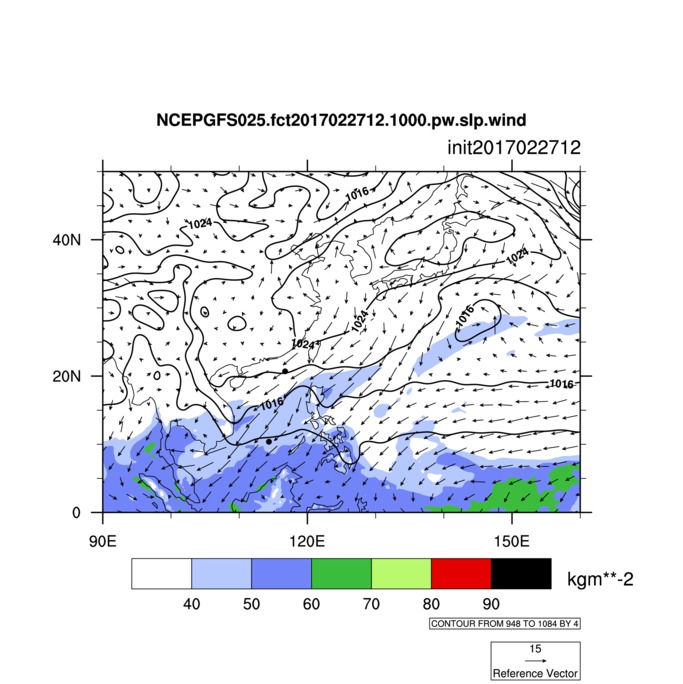 NCEPGFS025.fct2017022712.1000.pw.slp.wind
init2017022712
1016
1024
40N
1024
1016
1024
1024
20N
1016
1016
0
90E 120E 150E
kgm**-2
40 50 60 70 80 90
CONTOUR FROM 948 TO 1084 BY 4
15
Reference Vector